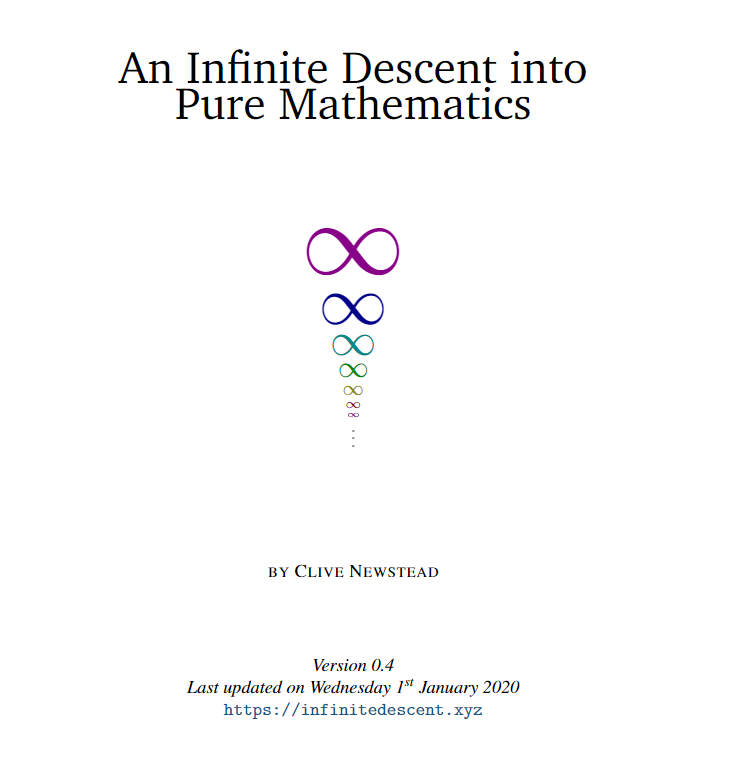 An Infinite Descent into
Pure Mathematics
∞
∞
∞
∞
∞
∞
∞
⋮
BY CLIVE NEWSTEAD
Version 0.4
Last updated on Wednesday 1st January 2020
https://infinitedescent.xyz